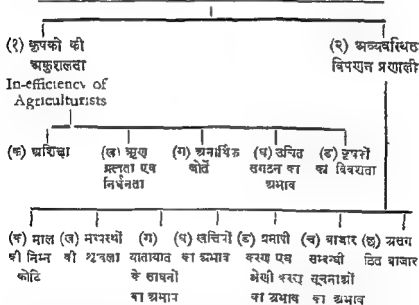 (१) कृषकों की
अकुशलता
In-efficiency of
Agriculturists
(२) अव्यवस्थित
विपणन प्रणाली
(क) अशिक्षा (ख) ऋण (ग) अनार्थिक (घ) उचित (ङ) कृषकों
ग्रस्तता एव जोतें सगठन का का विवशता
निर्धनता अभाव
(क) माल (ख) मध्यस्थों (ग) (घ) खत्तियों (ङ) प्रमापी (च) बाजार (छ) असग
की निम्न की शृखला यातायात का अभाव करण एव सम्बन्धी ठित बाजार
कोटि के साधनों श्रेणी करण सूचनाओं
का अभाव का अभाव का अभाव